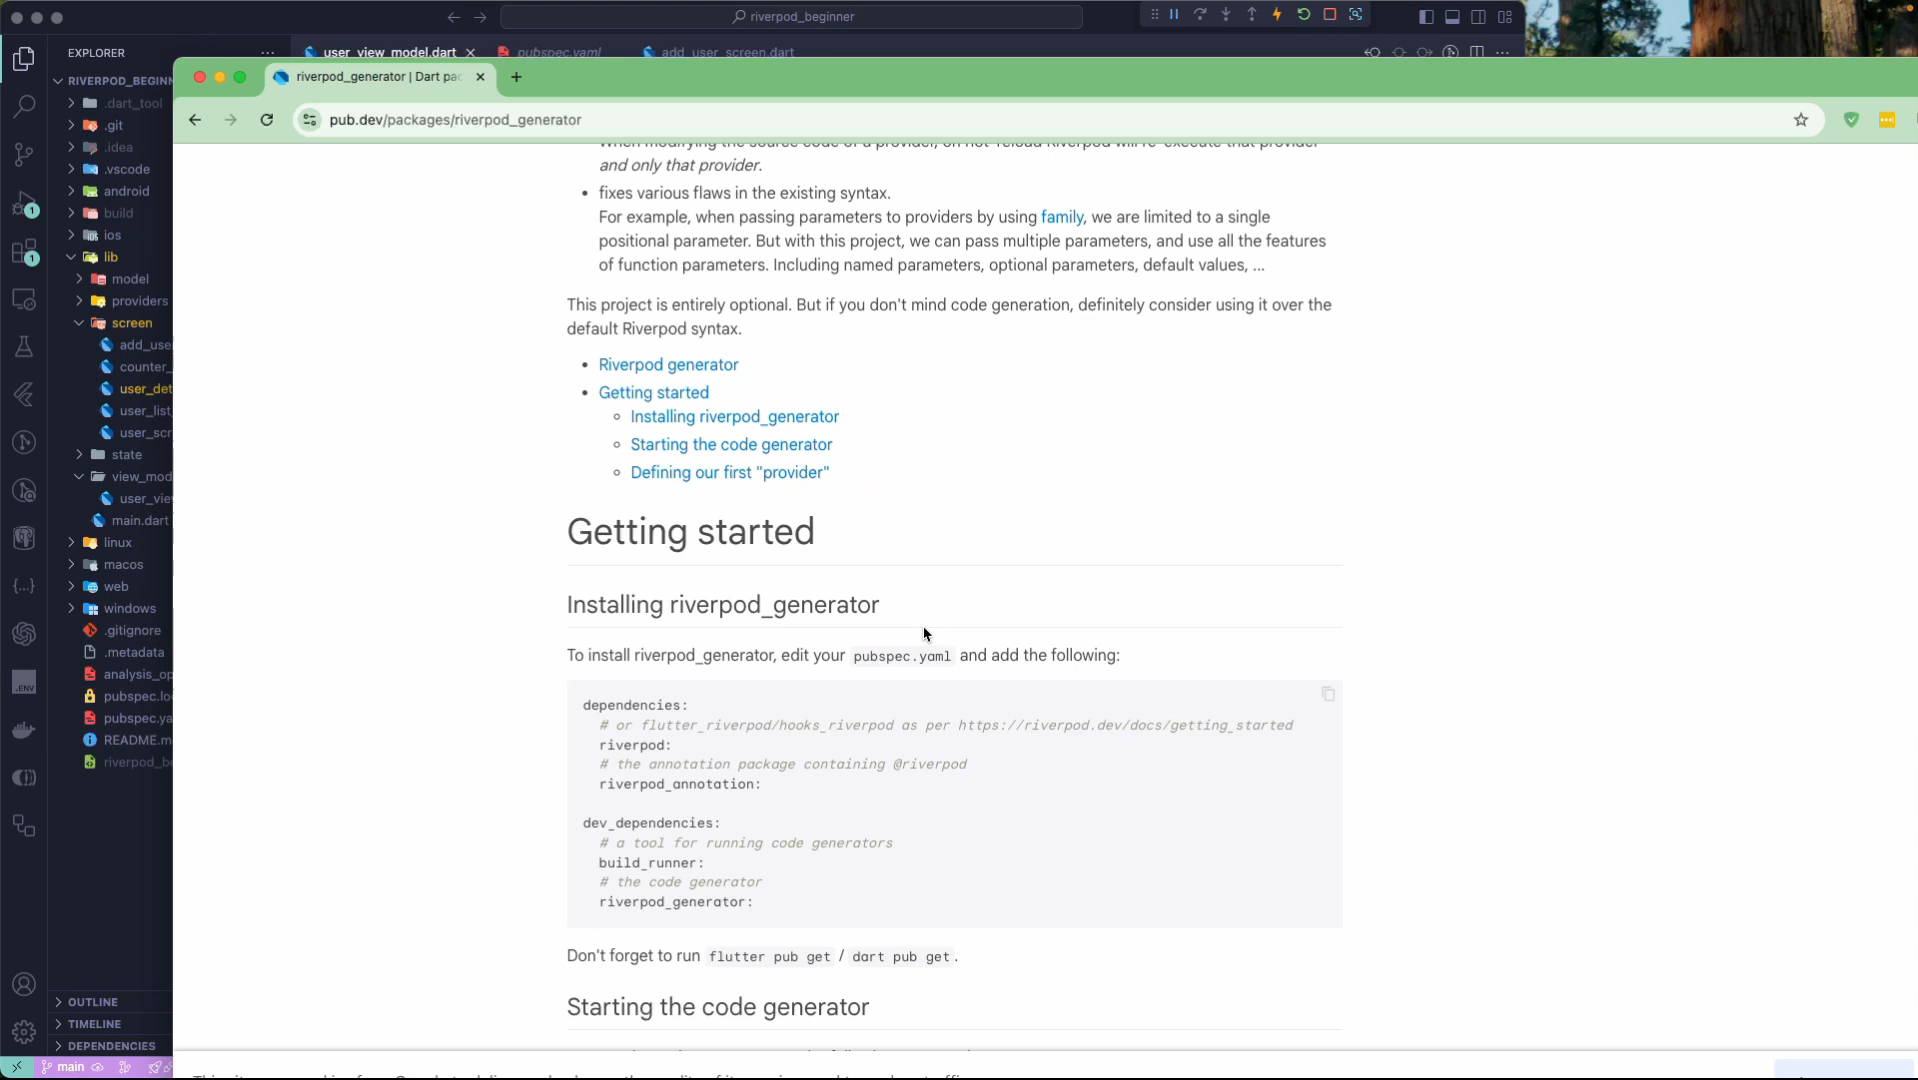 riverpod_beginner
EXPLORER
user_view_model.dart
pubspec.yaml
add_user_screen.dart
RIVERPOD_BEGINN
.dart_tool
.git
.idea
.vscode
android
build
ios
lib
model
providers
screen
add_use
counter_
user_det
user_list
user_scr
state
view_mod
user_vie
main.dart
linux
macos
web
windows
.gitignore
.metadata
analysis_op
pubspec.lo
pubspec.ya
README.m
riverpod_be
OUTLINE
TIMELINE
DEPENDENCIES
main
1
1
.ENV
riverpod_generator | Dart pac
pub.dev/packages/riverpod_generator
and only that provider.
• fixes various flaws in the existing syntax.
For example, when passing parameters to providers by using family, we are limited to a single
positional parameter. But with this project, we can pass multiple parameters, and use all the features
of function parameters. Including named parameters, optional parameters, default values, ...
This project is entirely optional. But if you don't mind code generation, definitely consider using it over the
default Riverpod syntax.
• Riverpod generator
• Getting started
◦ Installing riverpod_generator
◦ Starting the code generator
◦ Defining our first "provider"
Getting started
Installing riverpod_generator
To install riverpod_generator, edit your pubspec.yaml and add the following:
dependencies:
# or flutter_riverpod/hooks_riverpod as per https://riverpod.dev/docs/getting_started
riverpod:
# the annotation package containing @riverpod
riverpod_annotation:
dev_dependencies:
# a tool for running code generators
build_runner:
# the code generator
riverpod_generator:
Don't forget to run flutter pub get / dart pub get.
Starting the code generator